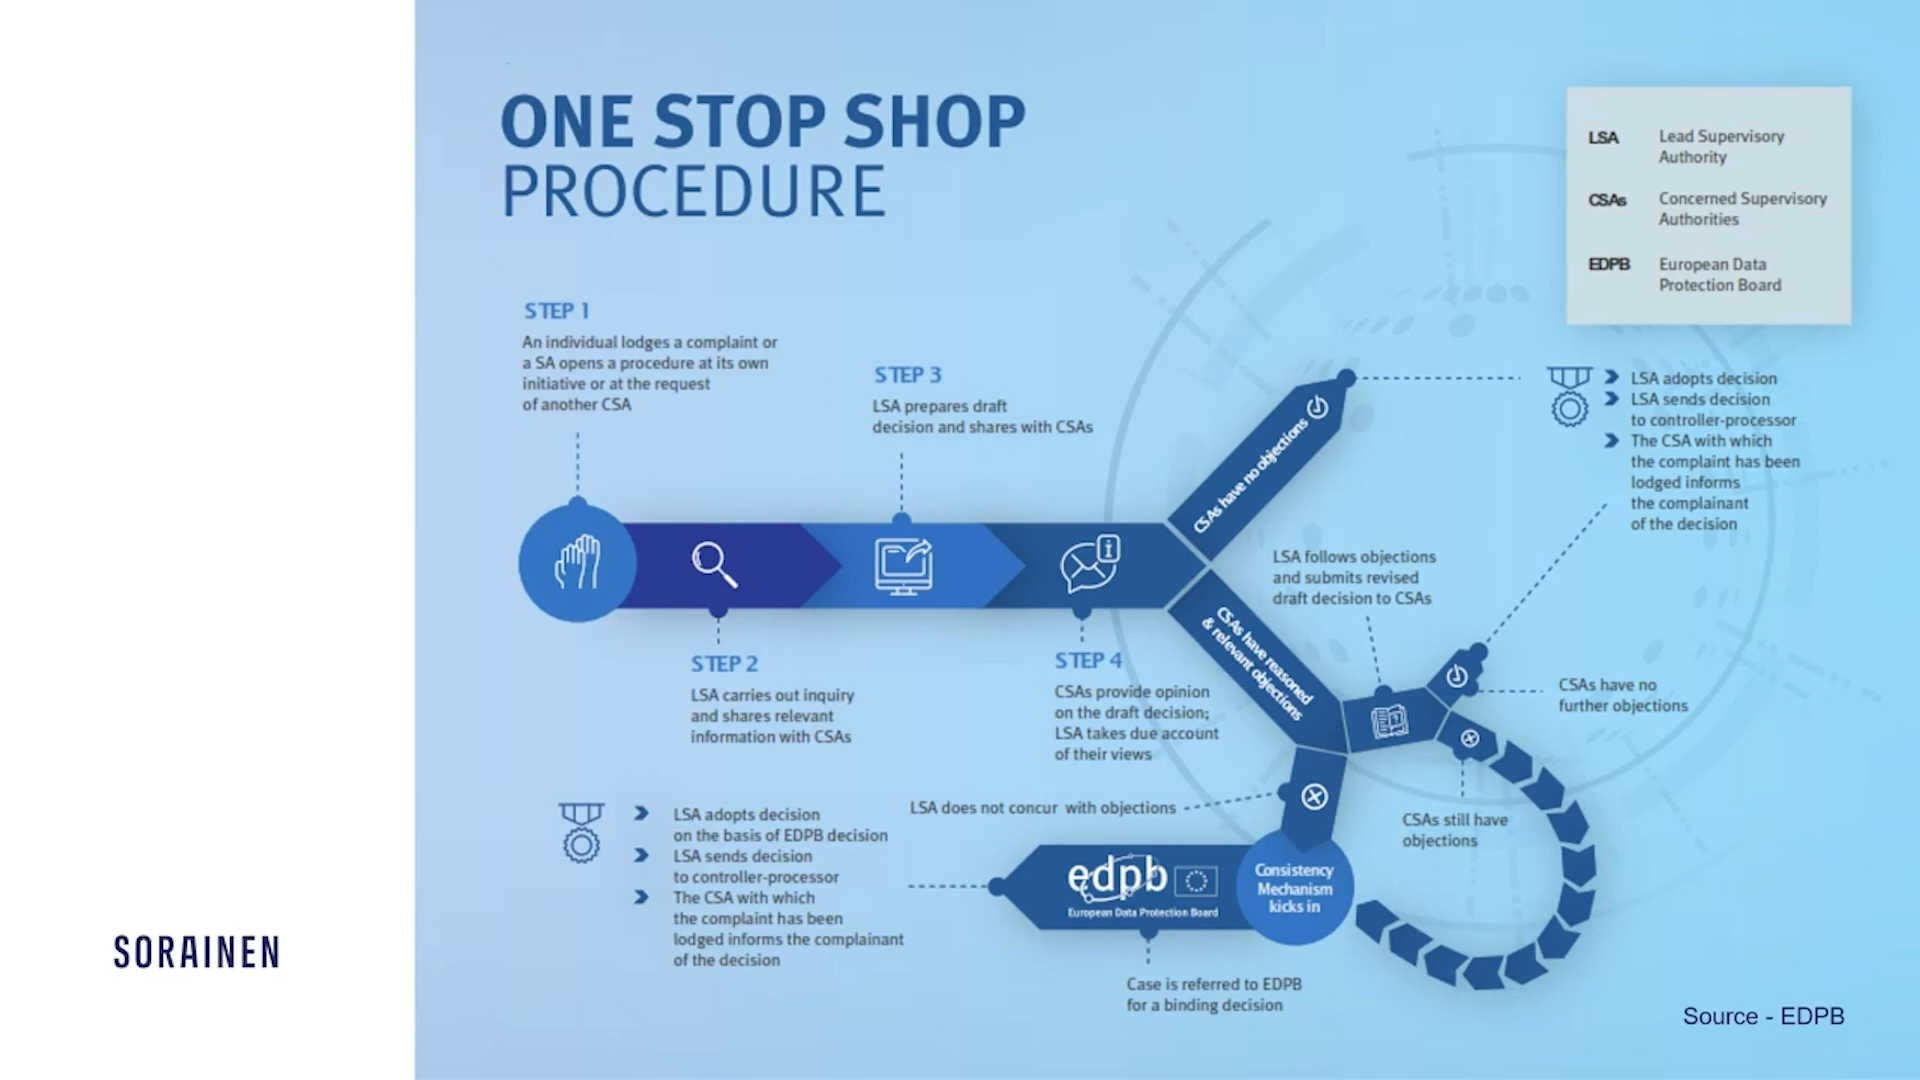 ONE STOP SHOP
PROCEDURE
LSA Lead Supervisory
Authority
CSAs Concerned Supervisory
Authorities
EDPB European Data
Protection Board
STEP 1
An individual lodges a complaint or
a SA opens a procedure at its own
initiative or at the request
of another CSA
STEP 3
LSA prepares draft
decision and shares with CSAs
STEP 2
LSA carries out inquiry
and shares relevant
information with CSAs
STEP 4
CSAs provide opinion
on the draft decision;
LSA takes due account
of their views
CSAs have no objections
LSA adopts decision
LSA sends decision
to controller-processor
The CSA with which
the complaint has been
lodged informs
the complainant
of the decision
CSAs have reasoned
& relevant objections
LSA follows objections
and submits revised
draft decision to CSAs
CSAs have no
further objections
CSAs still have
objections
LSA does not concur with objections
Consistency
Mechanism
kicks in
edpb
European Data Protection Board
Case is referred to EDPB
for a binding decision
LSA adopts decision
on the basis of EDPB decision
LSA sends decision
to controller-processor
The CSA with which
the complaint has been
lodged informs the complainant
of the decision
SORAINEN
Source - EDPB